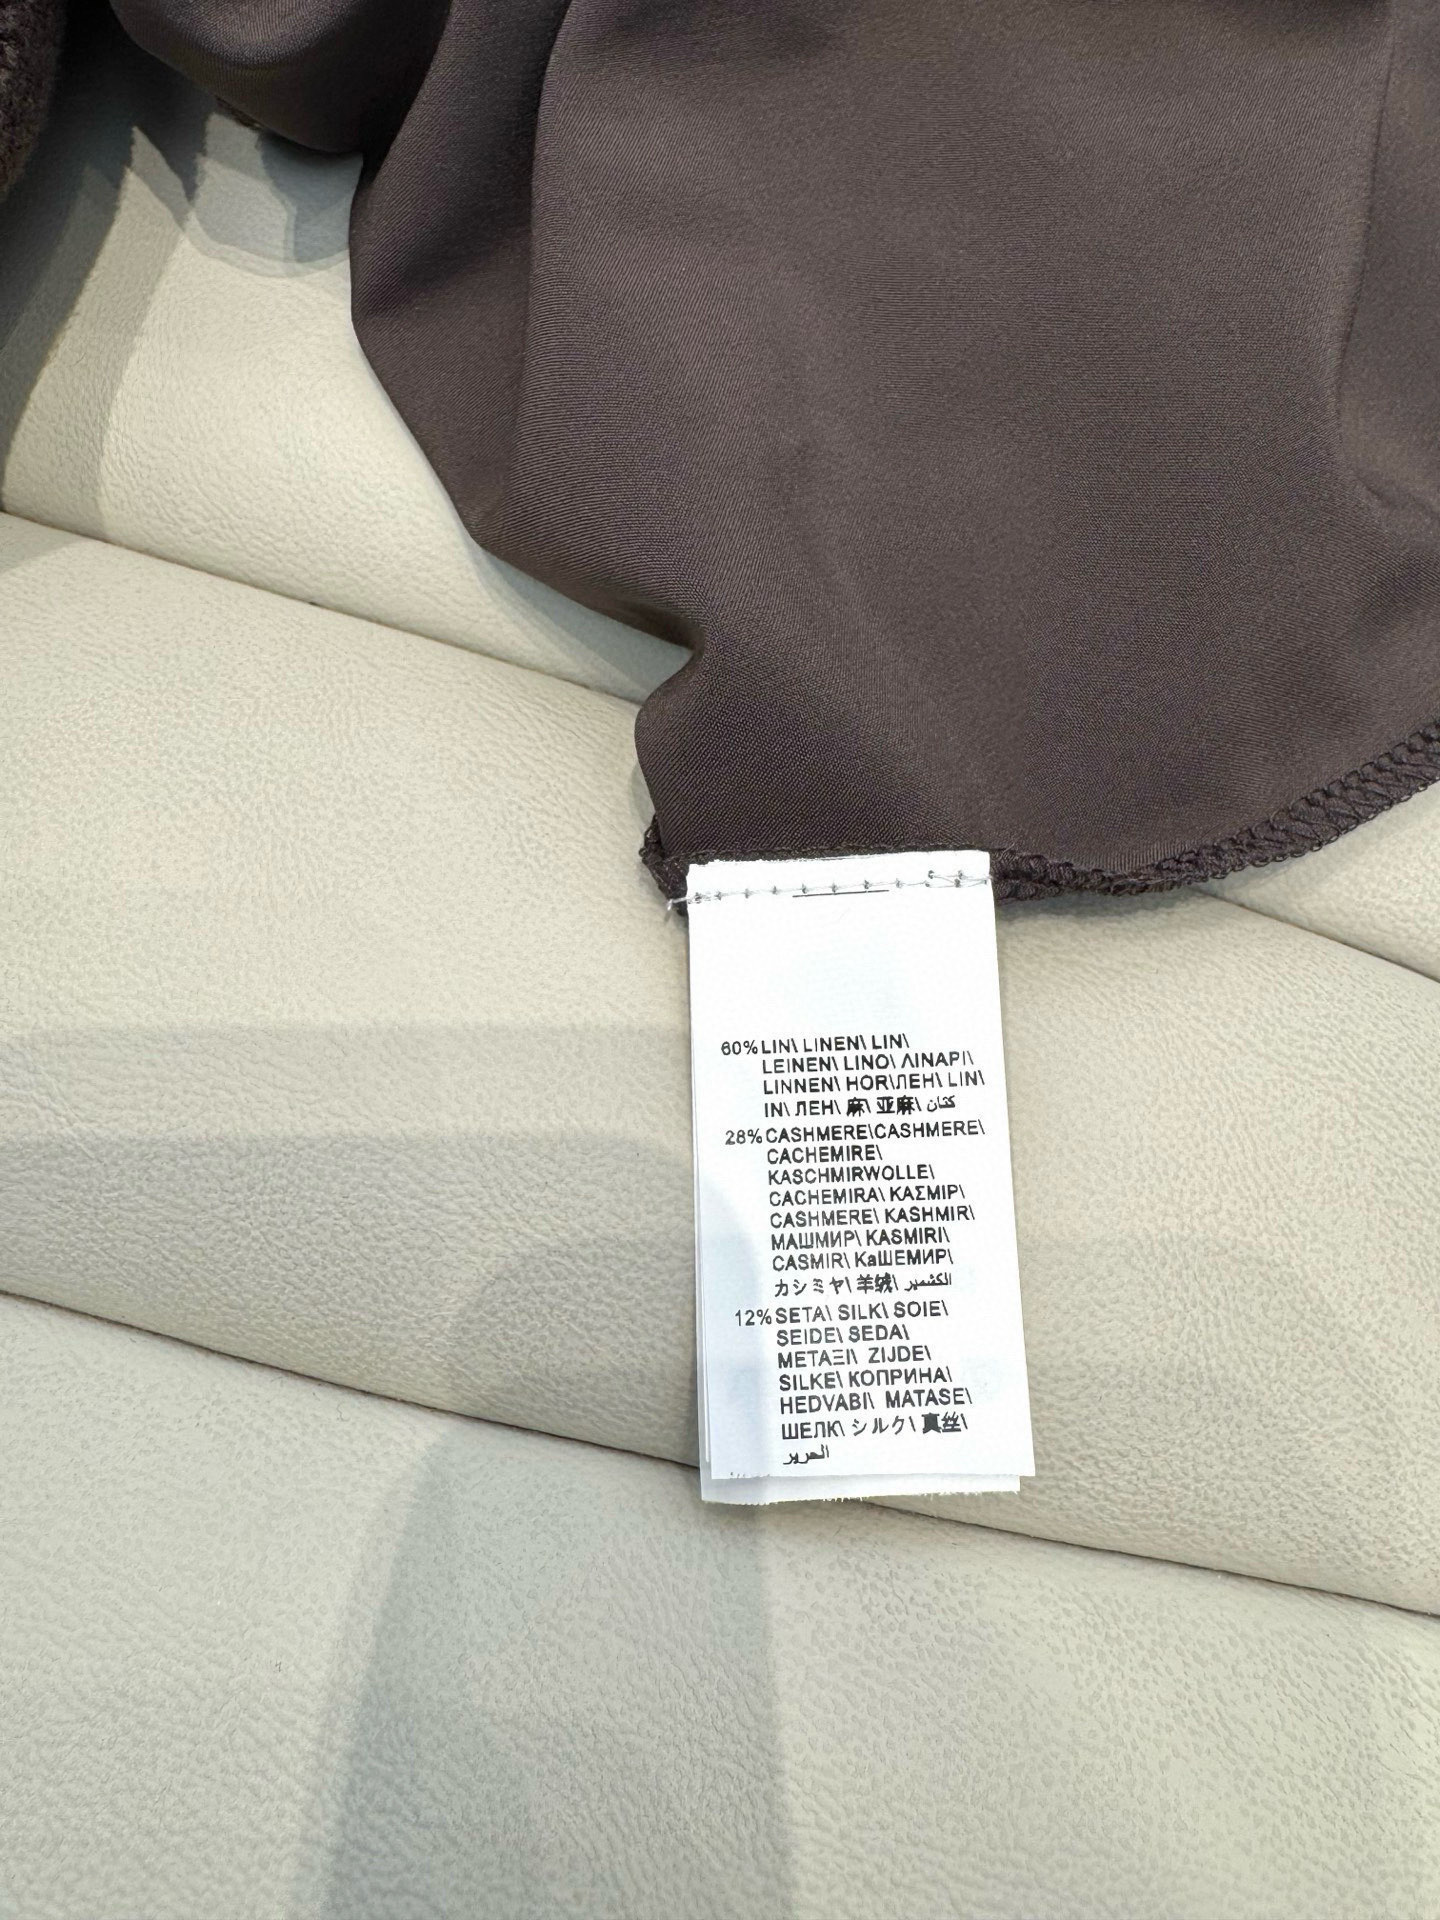 60% LIN\ LINEN\ LIN\
LEINEN\ LINO\ ΛΙΝΑΡΙ\
LINNEN\ HOR\ЛЕН\ LIN\
IN\ ЛЕН\ 麻\ 亚麻\ كتان
28% CASHMERE\CASHMERE\
CACHEMIRE\
KASCHMIRWOLLE\
CACHEMIRA\ ΚΑΣΜΙΡ\
CASHMERE\ KASHMIR\
МАШМИР\ KASMIRI\
CASMIR\ KaШЕМИР\
カシミヤ\ 羊绒\ الكشمير
12% SETA\ SILK\ SOIE\
SEIDE\ SEDA\
ΜΕΤΑΞΙ\ ZIJDE\
SILKE\ КОПРИНА\
HEDVABI\ MATASE\
ШЕЛК\ シルク\ 真丝\
الحرير